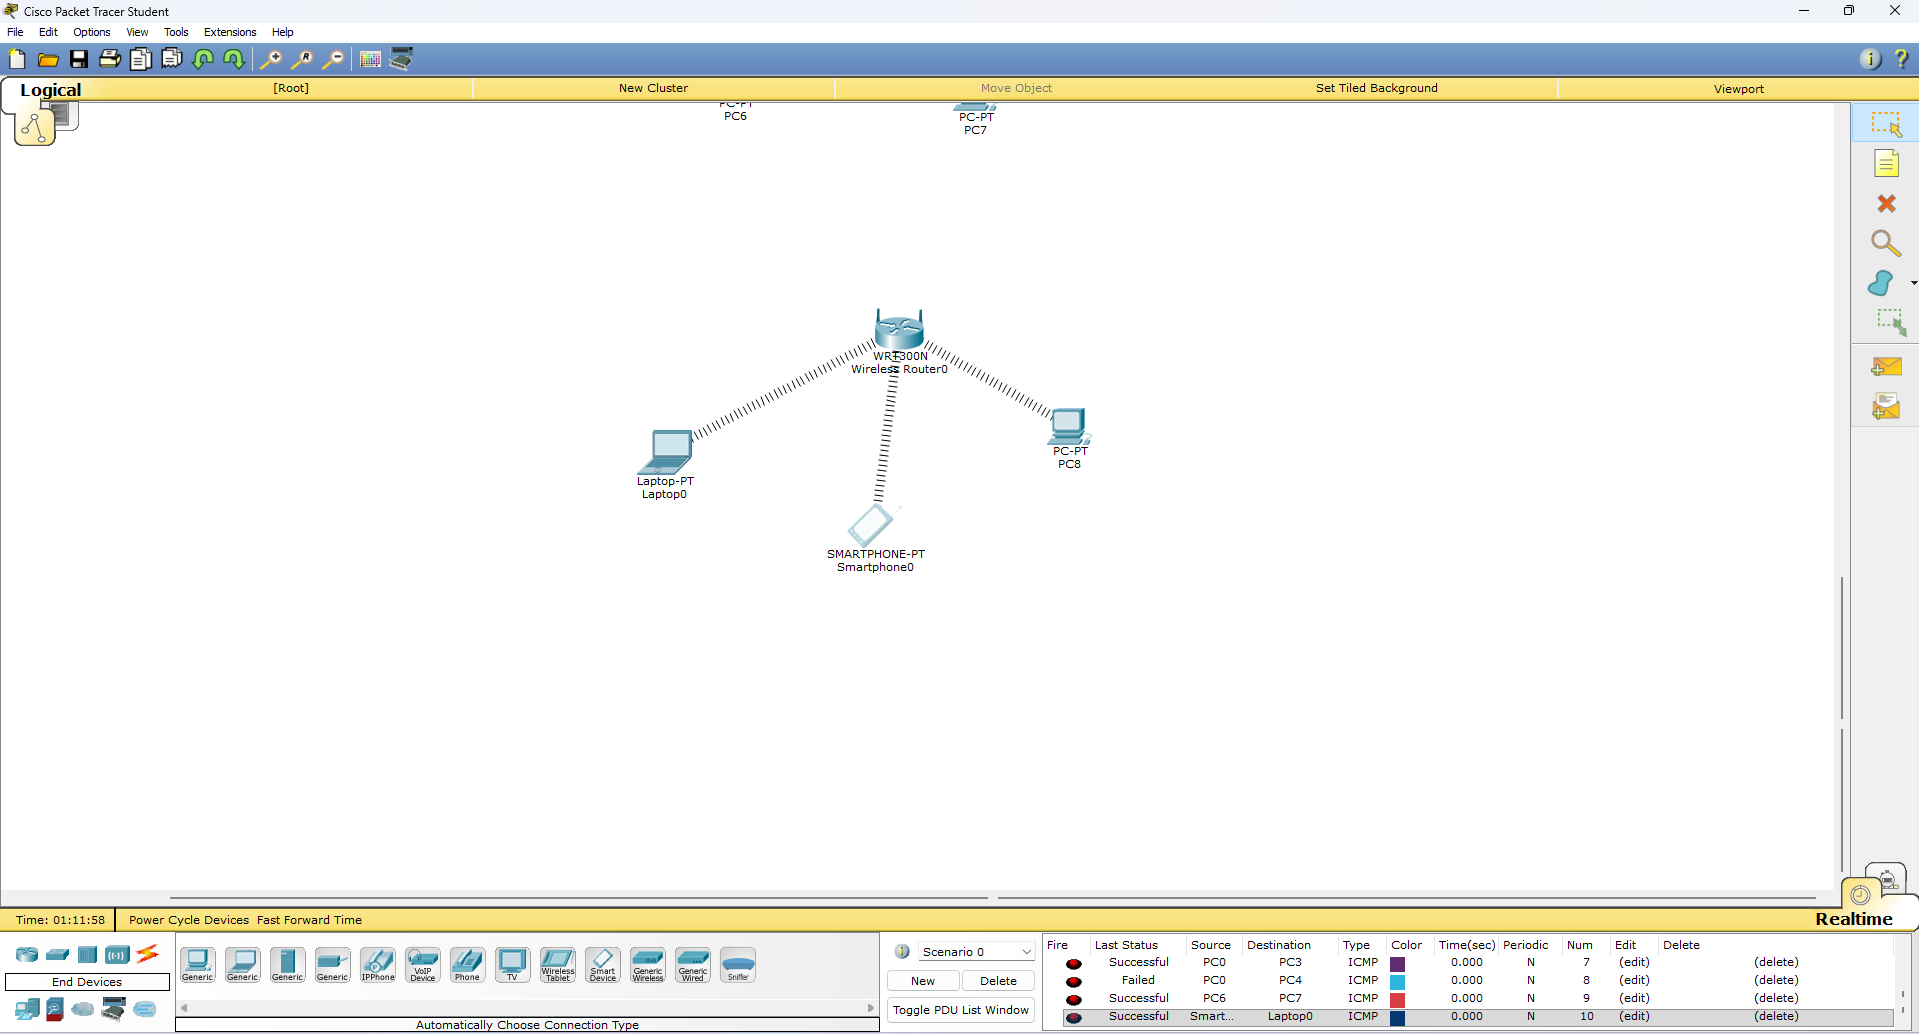 Cisco Packet Tracer Student
File Edit Options View Tools Extensions Help
Logical [Root] New Cluster Move Object Set Tiled Background Viewport
PC-PT
PC6
PC-PT
PC7
WRT300N
Wireless Router0
PC-PT
PC8
Laptop-PT
Laptop0
SMARTPHONE-PT
Smartphone0
Time: 01:11:58 Power Cycle Devices Fast Forward Time
Realtime
End Devices
Generic Generic Generic Generic IPPhone VoIP Device Phone TV Wireless Tablet Smart Device Generic Wireless Generic Wired Sniffer
Automatically Choose Connection Type
Scenario 0
New Delete
Toggle PDU List Window
Fire Last Status Source Destination Type Color Time(sec) Periodic Num Edit Delete
Successful PC0 PC3 ICMP 0.000 N 7 (edit) (delete)
Failed PC0 PC4 ICMP 0.000 N 8 (edit) (delete)
Successful PC6 PC7 ICMP 0.000 N 9 (edit) (delete)
Successful Smart... Laptop0 ICMP 0.000 N 10 (edit) (delete)